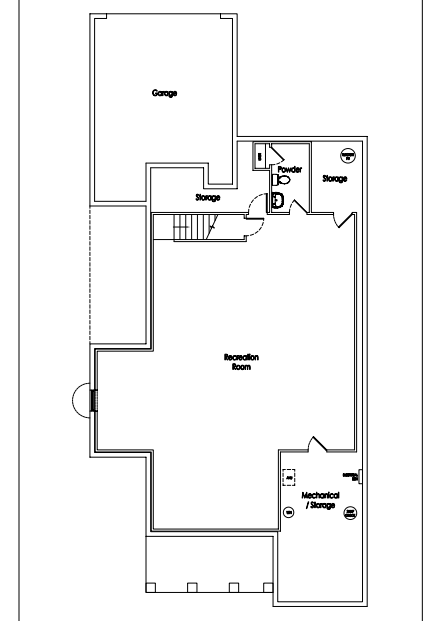 Garage
Powder
Storage
Storage
Recreation
Room
Mechanical
/ Storage